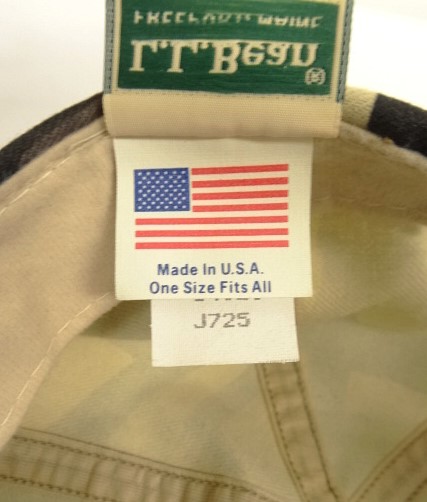 L.L.Bean®
FREEPORT, MAINE
Made In U.S.A.
One Size Fits All
J725